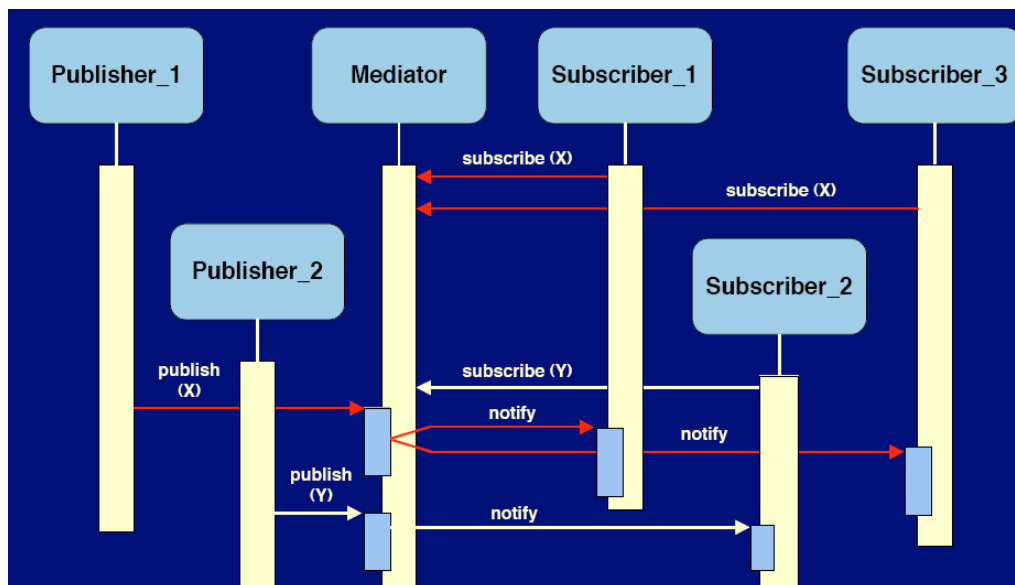 Publisher_1
Mediator
Subscriber_1
Subscriber_3
subscribe (X)
subscribe (X)
Publisher_2
Subscriber_2
publish
(X)
subscribe (Y)
notify
notify
publish
(Y)
notify